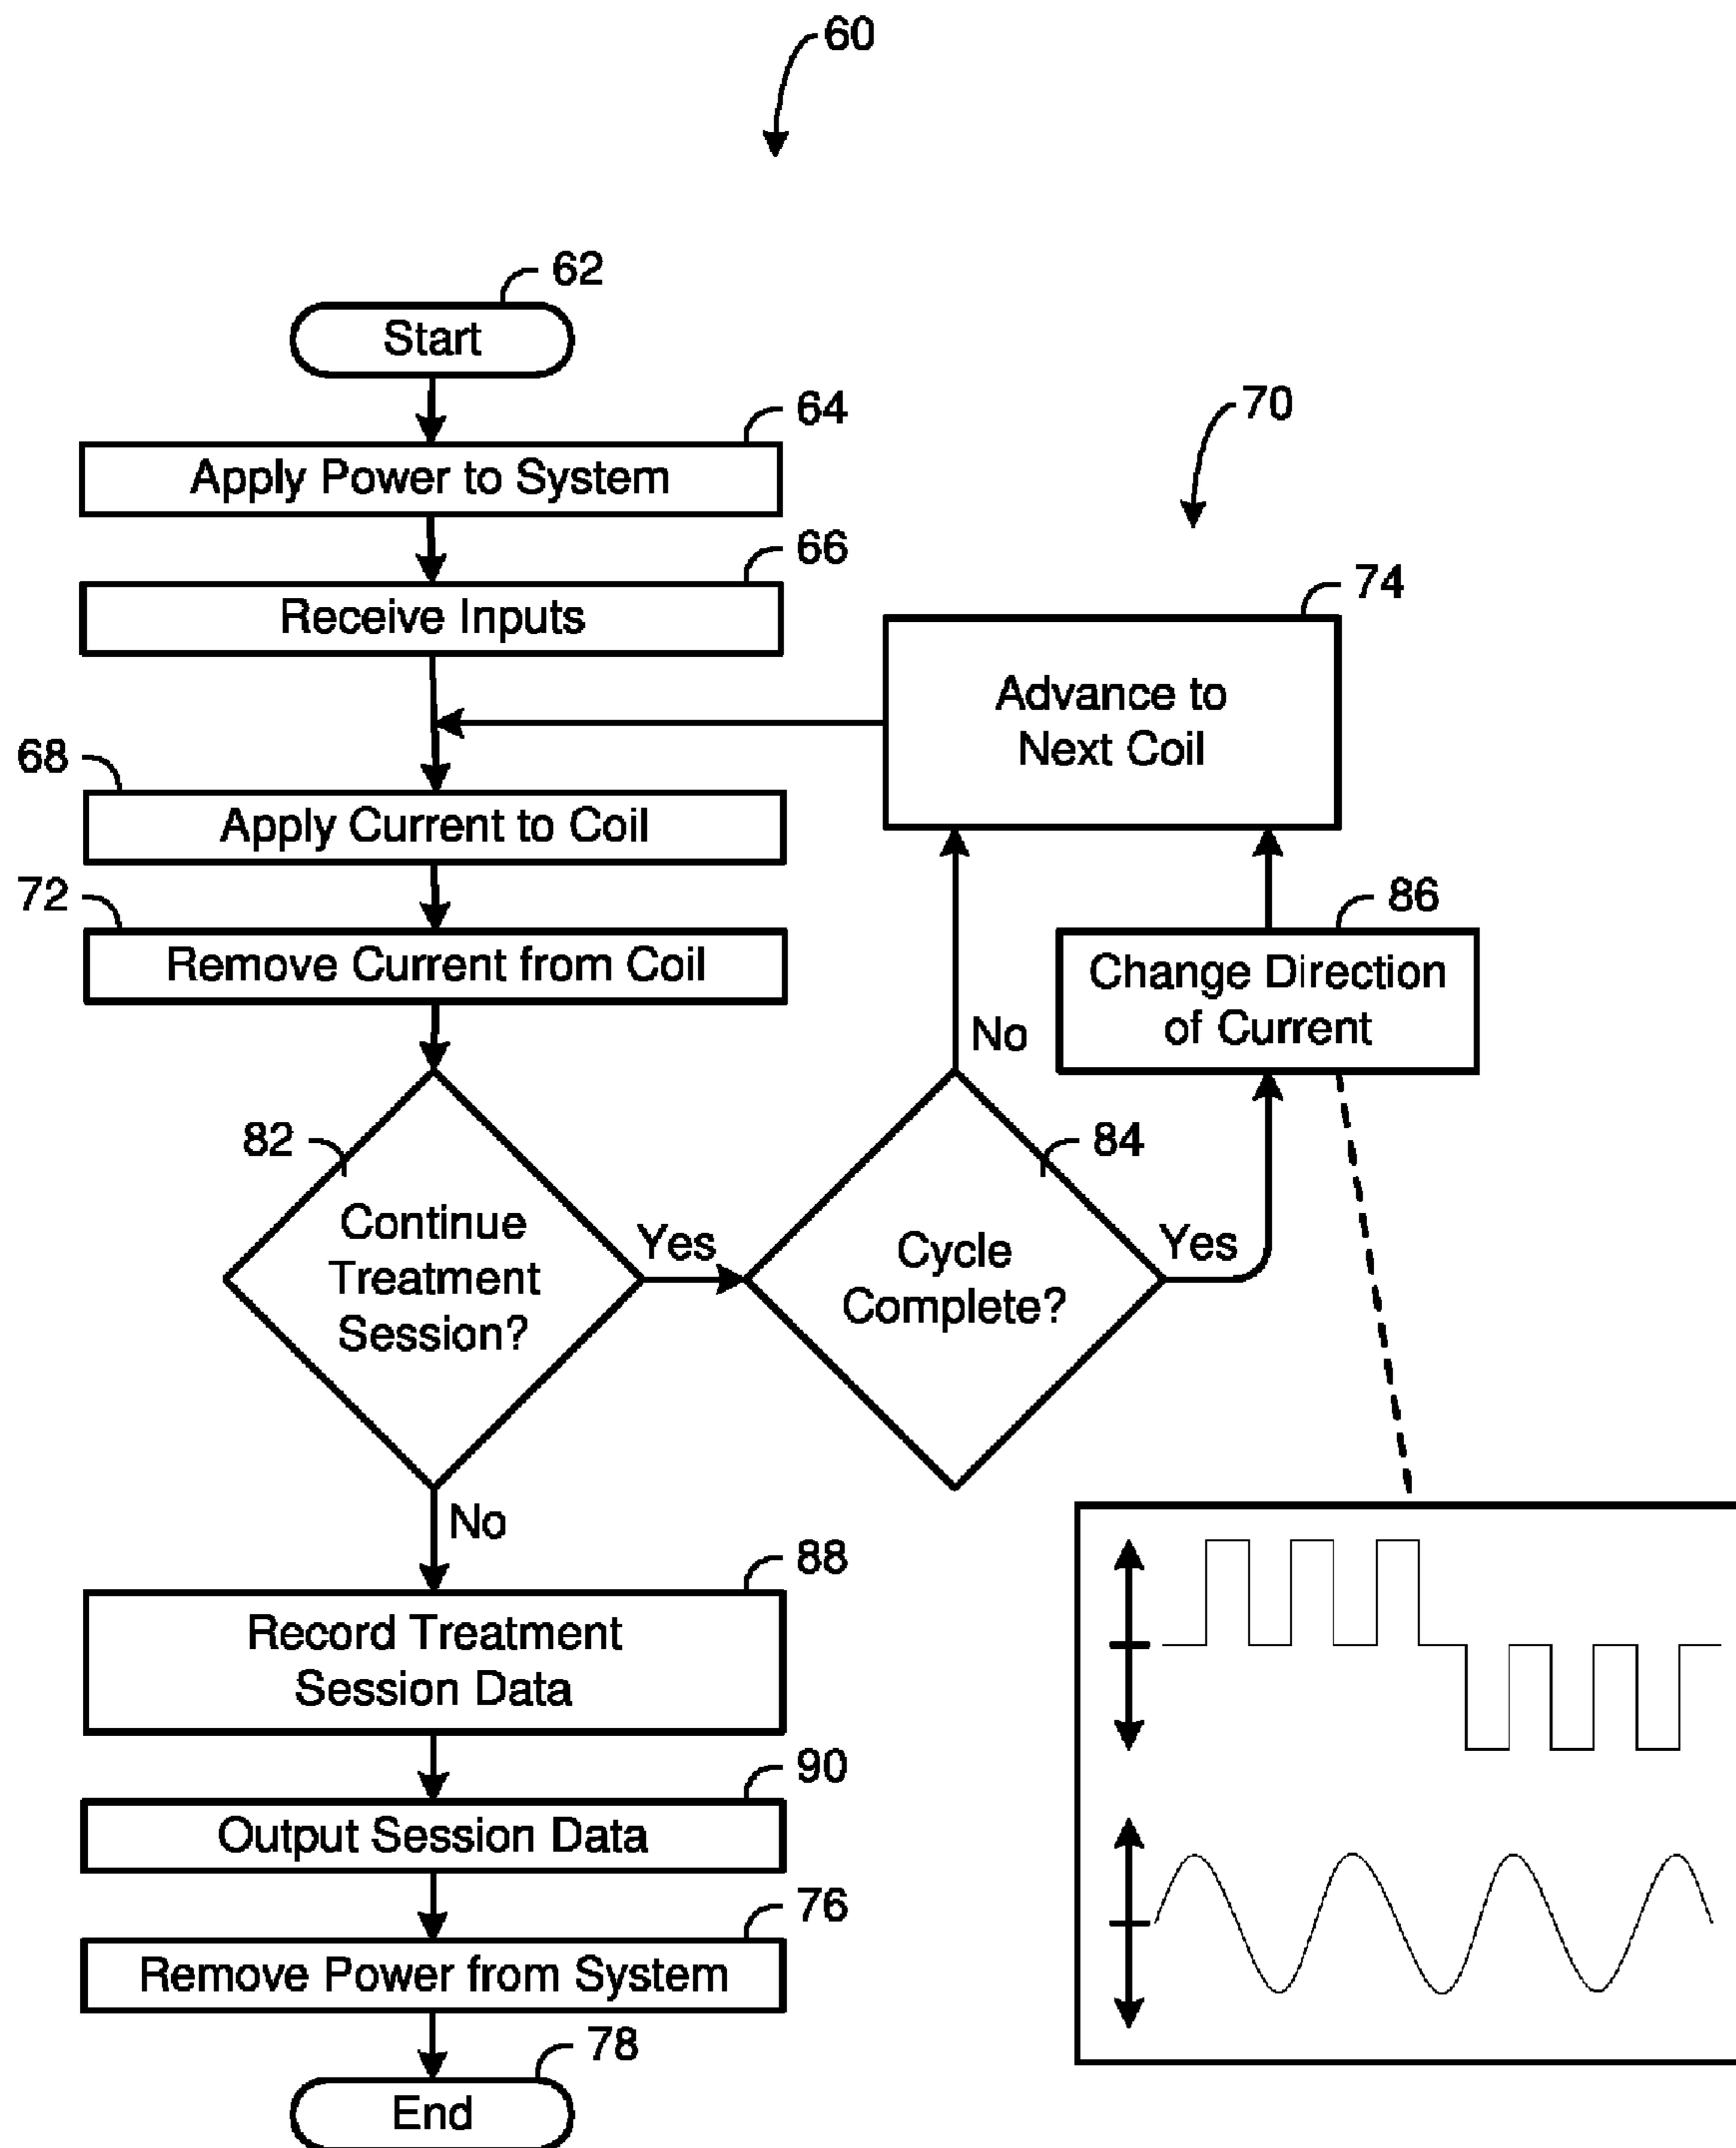 60
62
Start
64
Apply Power to System
66
Receive Inputs
70
74
Advance to
Next Coil
68
Apply Current to Coil
72
Remove Current from Coil
86
Change Direction
of Current
No
82
Continue
Treatment
Session?
Yes
84
Cycle
Complete?
Yes
No
88
Record Treatment
Session Data
90
Output Session Data
76
Remove Power from System
78
End